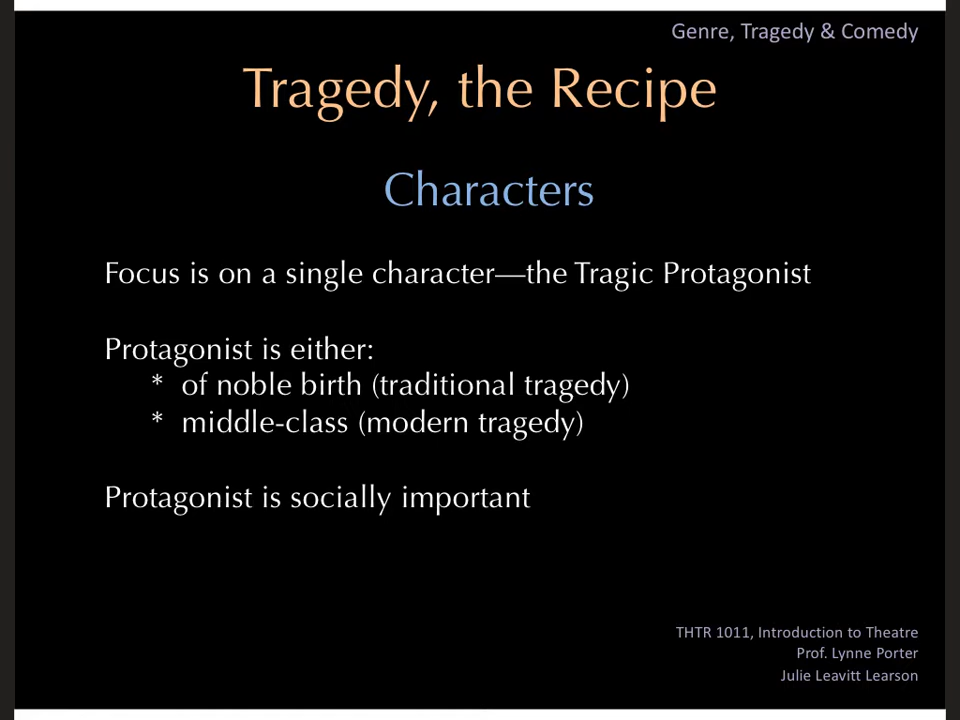 Genre, Tragedy & Comedy
Tragedy, the Recipe
Characters
Focus is on a single character—the Tragic Protagonist
Protagonist is either:
* of noble birth (traditional tragedy)
* middle-class (modern tragedy)
Protagonist is socially important
THTR 1011, Introduction to Theatre
Prof. Lynne Porter
Julie Leavitt Learson